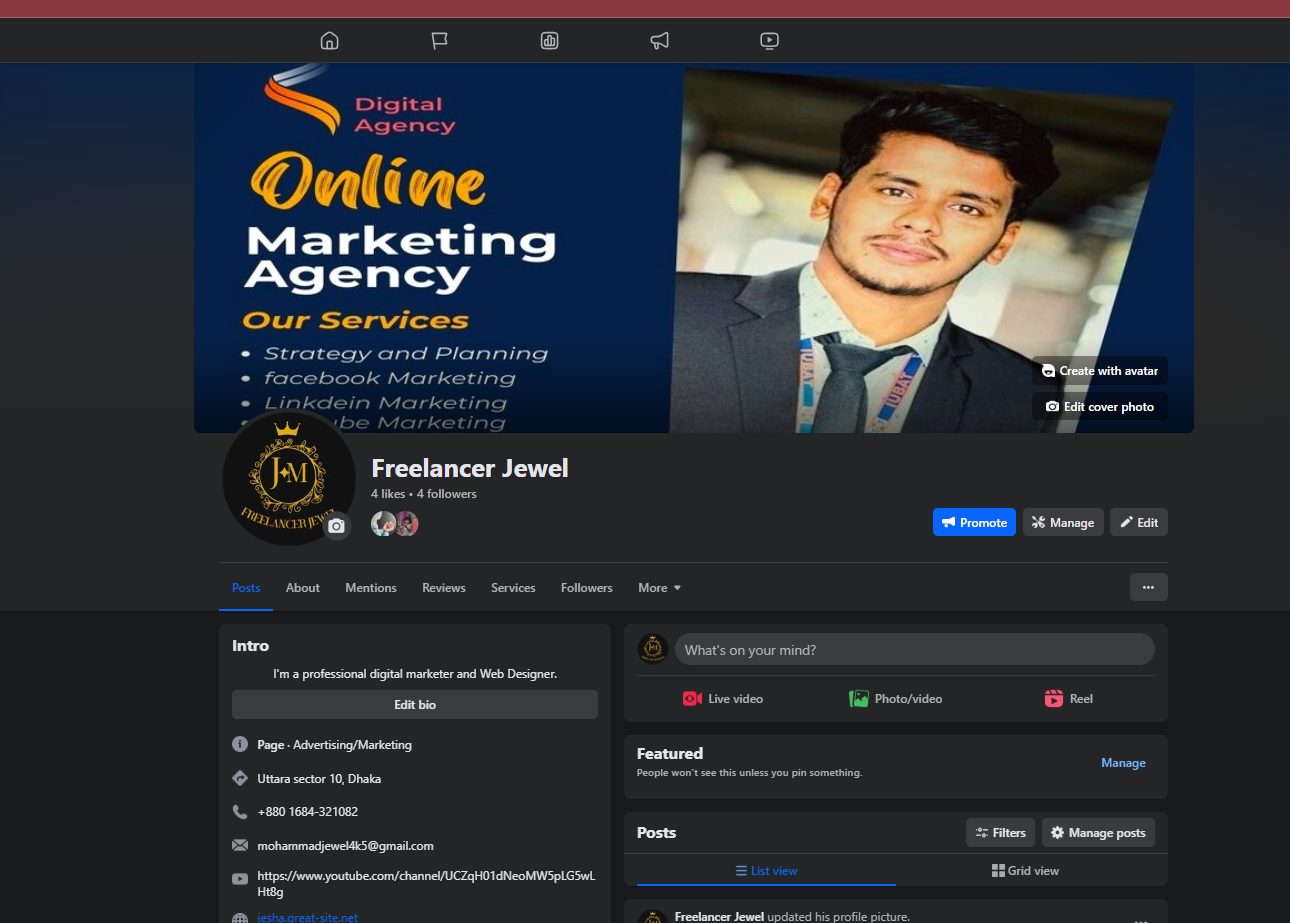 Digital
Agency
Online
Marketing
Agency
Our Services
• Strategy and Planning
• facebook Marketing
• Linkdein Marketing
Marketing
IUBAT
Create with avatar
Edit cover photo
J M
FREELANCER JEWEL
Freelancer Jewel
4 likes • 4 followers
Promote
Manage
Edit
Posts
About
Mentions
Reviews
Services
Followers
More
Intro
I'm a professional digital marketer and Web Designer.
Edit bio
Page · Advertising/Marketing
Uttara sector 10, Dhaka
+880 1684-321082
mohammadjewel4k5@gmail.com
https://www.youtube.com/channel/UCZqH01dNeoMW5pLG5wL
Ht8g
jesha.great-site.net
What's on your mind?
Live video
Photo/video
Reel
Featured
Manage
People won't see this unless you pin something.
Posts
Filters
Manage posts
List view
Grid view
Freelancer Jewel updated his profile picture.